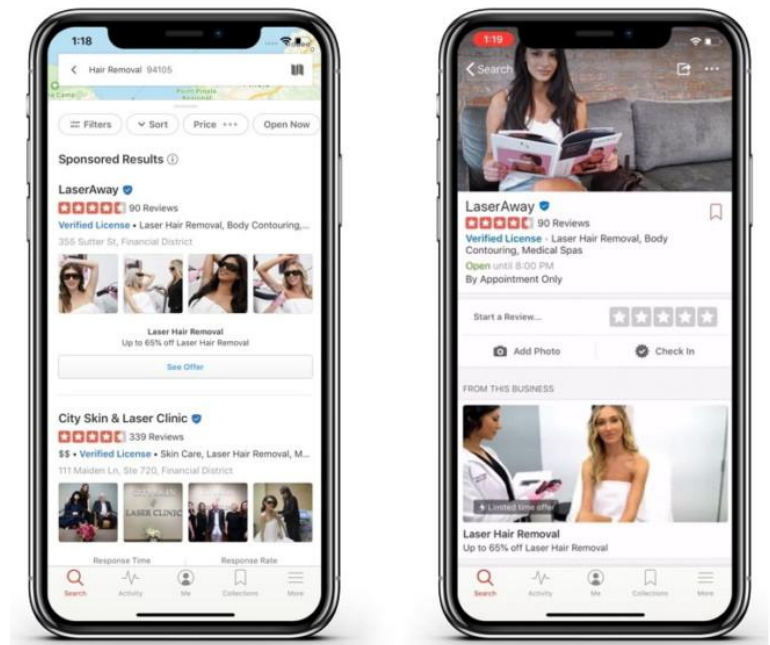 1:18
Hair Removal 94105
Point Pinole
Regional
Filters
Sort
Price •••
Open Now
Sponsored Results
LaserAway
90 Reviews
Verified License • Laser Hair Removal, Body Contouring,...
355 Sutter St, Financial District
Laser Hair Removal
Up to 65% off Laser Hair Removal
See Offer
City Skin & Laser Clinic
339 Reviews
$$ • Verified License • Skin Care, Laser Hair Removal, M...
111 Maiden Ln, Ste 720, Financial District
CITY SKIN
&
LASER CLINIC
Response Time
Response Rate
Search
Activity
Me
Collections
More
1:19
Search
LaserAway
90 Reviews
Verified License - Laser Hair Removal, Body
Contouring, Medical Spas
Open until 8:00 PM
By Appointment Only
Start a Review...
Add Photo
Check In
FROM THIS BUSINESS
Limited time offer
Laser Hair Removal
Up to 65% off Laser Hair Removal
Search
Activity
Me
Collections
More